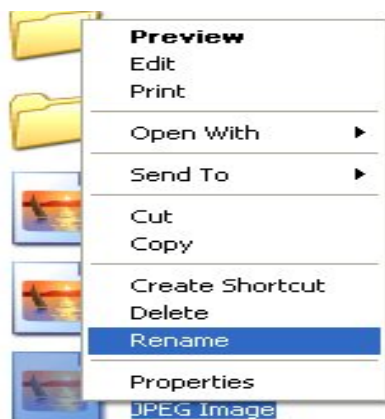 Preview
Edit
Print
Open With
Send To
Cut
Copy
Create Shortcut
Delete
Rename
Properties
JPEG Image